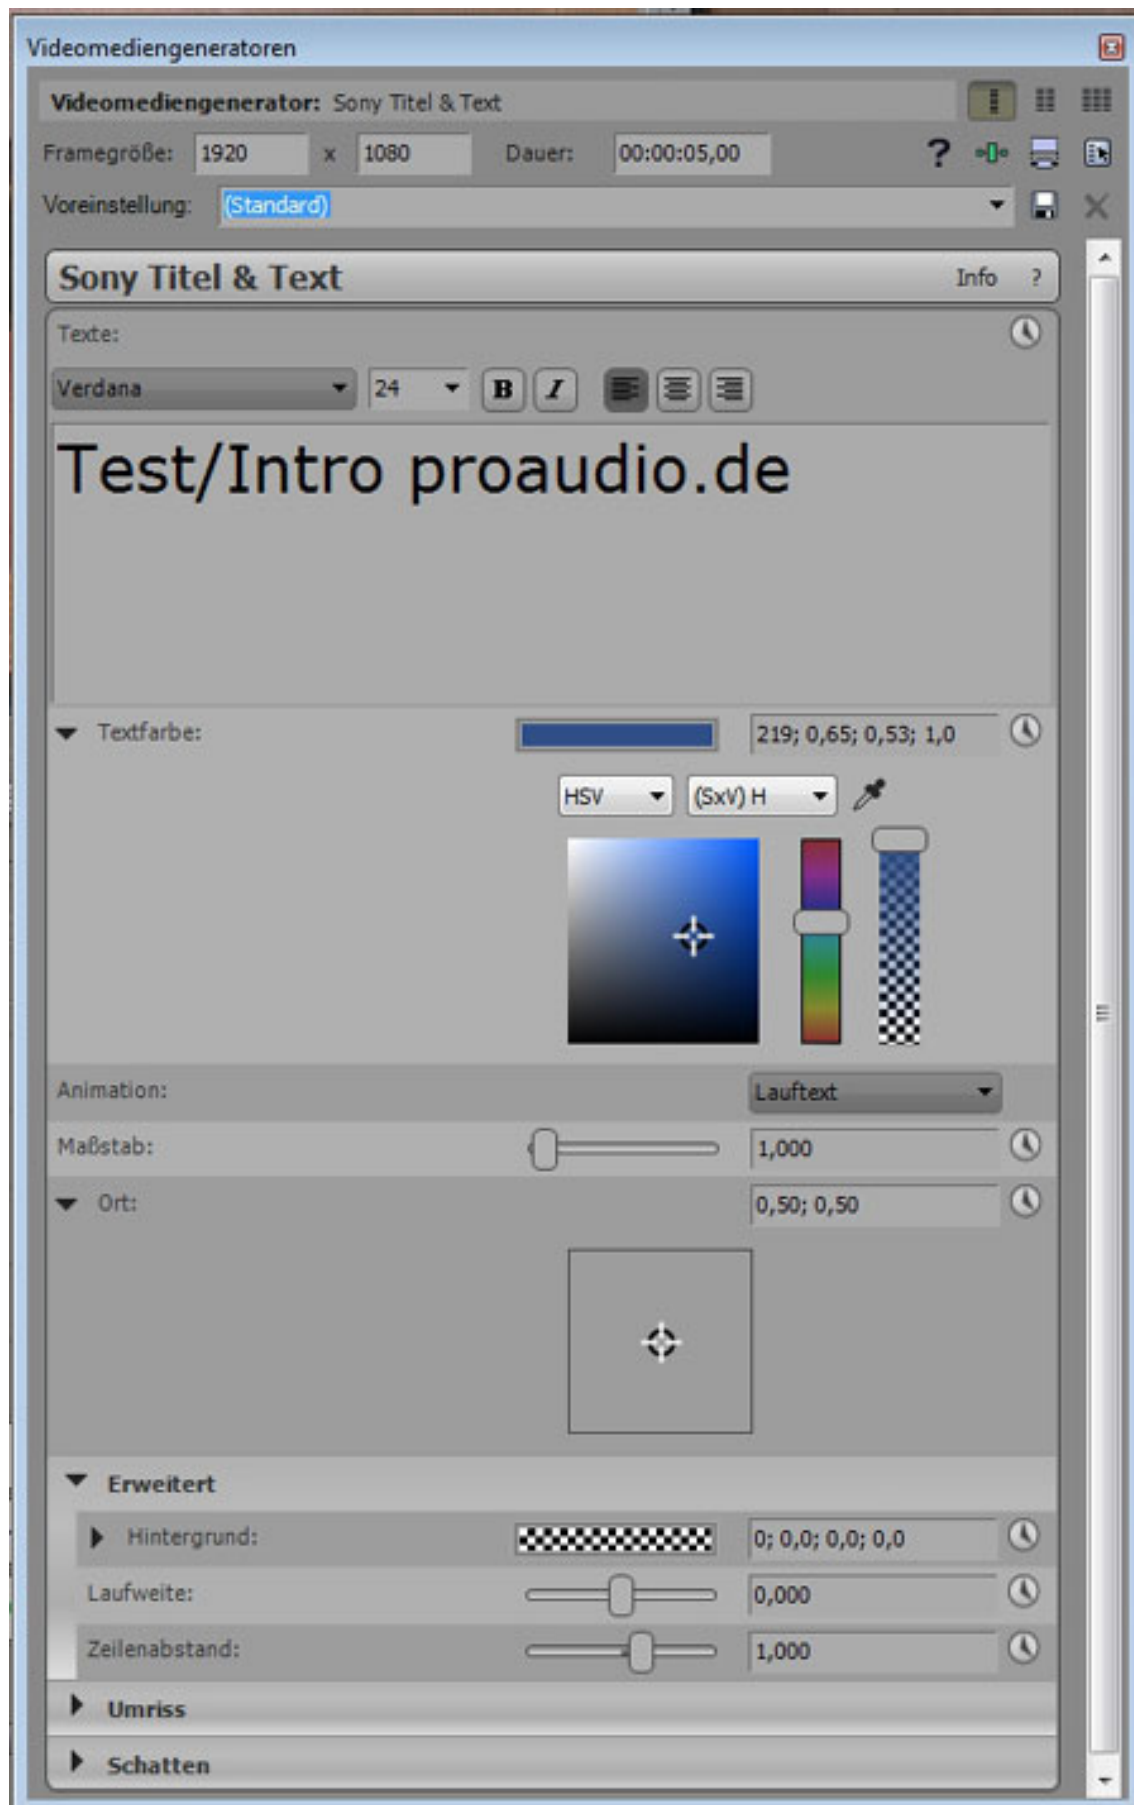 Videomediengeneratoren
Videomediengenerator: Sony Titel & Text
Framegröße: 1920 x 1080 Dauer: 00:00:05,00 ?
Voreinstellung: (Standard)
Sony Titel & Text Info ?
Texte:
Verdana 24 B I
Test/Intro proaudio.de
Textfarbe: 219; 0,65; 0,53; 1,0
HSV (SxV) H
Animation: Lauftext
Maßstab: 1,000
Ort: 0,50; 0,50
Erweitert
Hintergrund: 0; 0,0; 0,0; 0,0
Laufweite: 0,000
Zeilenabstand: 1,000
Umriss
Schatten